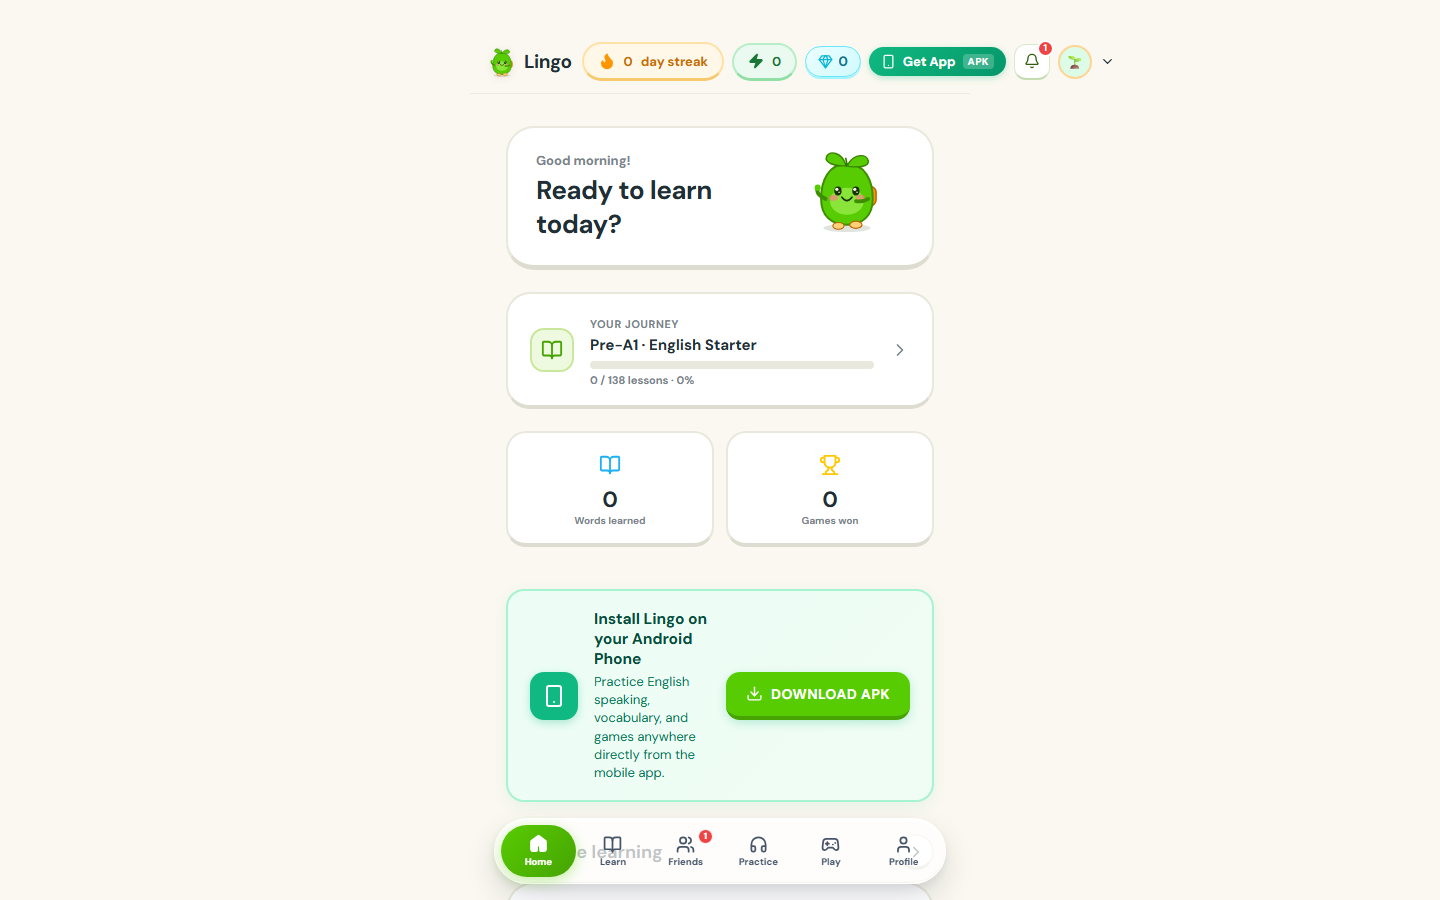 Lingo
0 day streak
0
0
Get App APK
1
Good morning!
Ready to learn
today?
YOUR JOURNEY
Pre-A1 · English Starter
0 / 138 lessons · 0%
0
Words learned
0
Games won
Install Lingo on
your Android
Phone
Practice English
speaking,
vocabulary, and
games anywhere
directly from the
mobile app.
DOWNLOAD APK
e learning
1
Home
Learn
Friends
Practice
Play
Profile